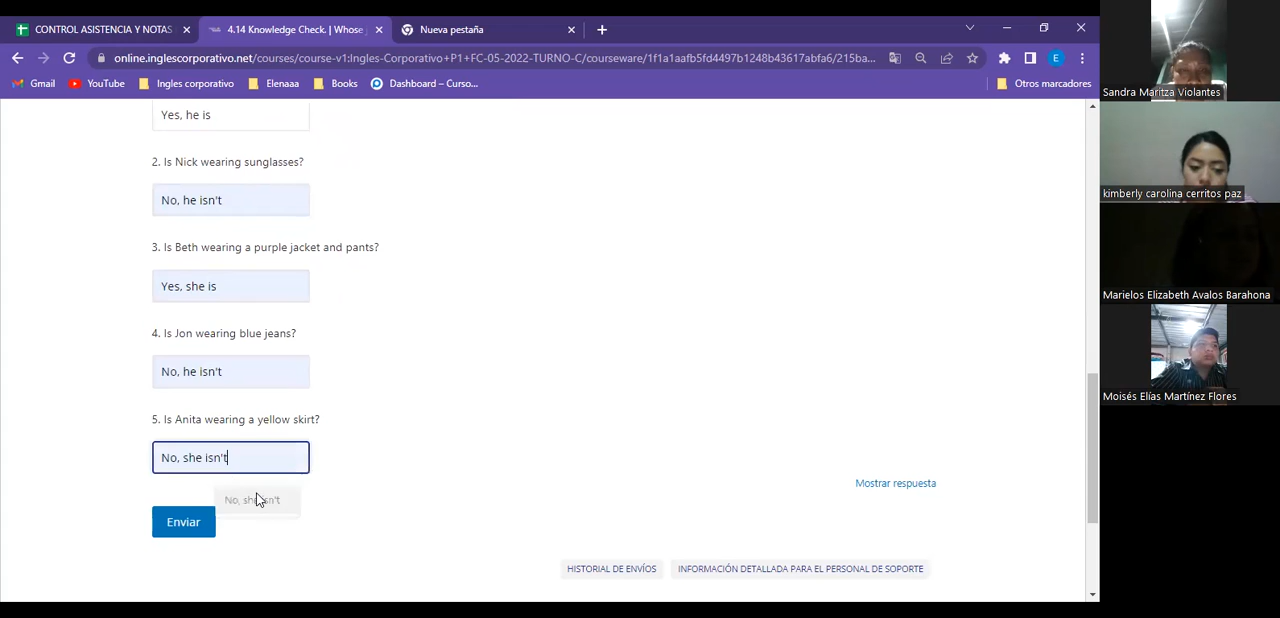 CONTROL ASISTENCIA Y NOTAS
4.14 Knowledge Check. | Whose
Nueva pestaña
online.inglescorporativo.net/courses/course-v1:Ingles-Corporativo+P1+FC-05-2022-TURNO-C/courseware/1f1a1aafb5fd4497b1248b43617abfa6/215ba...
E
Gmail
YouTube
Ingles corporativo
Elenaaa
Books
Dashboard – Curso...
Otros marcadores
Yes, he is
2. Is Nick wearing sunglasses?
No, he isn't
3. Is Beth wearing a purple jacket and pants?
Yes, she is
4. Is Jon wearing blue jeans?
No, he isn't
5. Is Anita wearing a yellow skirt?
No, she isn't
No, she isn't
Mostrar respuesta
Enviar
HISTORIAL DE ENVÍOS
INFORMACIÓN DETALLADA PARA EL PERSONAL DE SOPORTE
Sandra Maritza Violantes
kimberly carolina cerritos paz
Marielos Elizabeth Avalos Barahona
Moisés Elías Martínez Flores